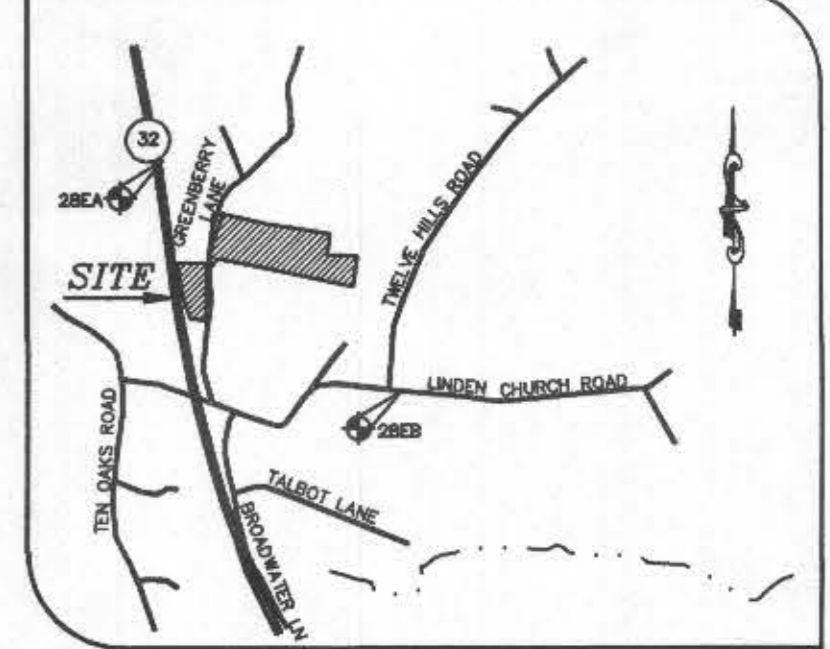 32
GREENBERRY
LANE
28EA
SITE
TWELVE HILLS ROAD
LINDEN CHURCH ROAD
28EB
TEN OAKS ROAD
TALBOT LANE
BROADWATER LN